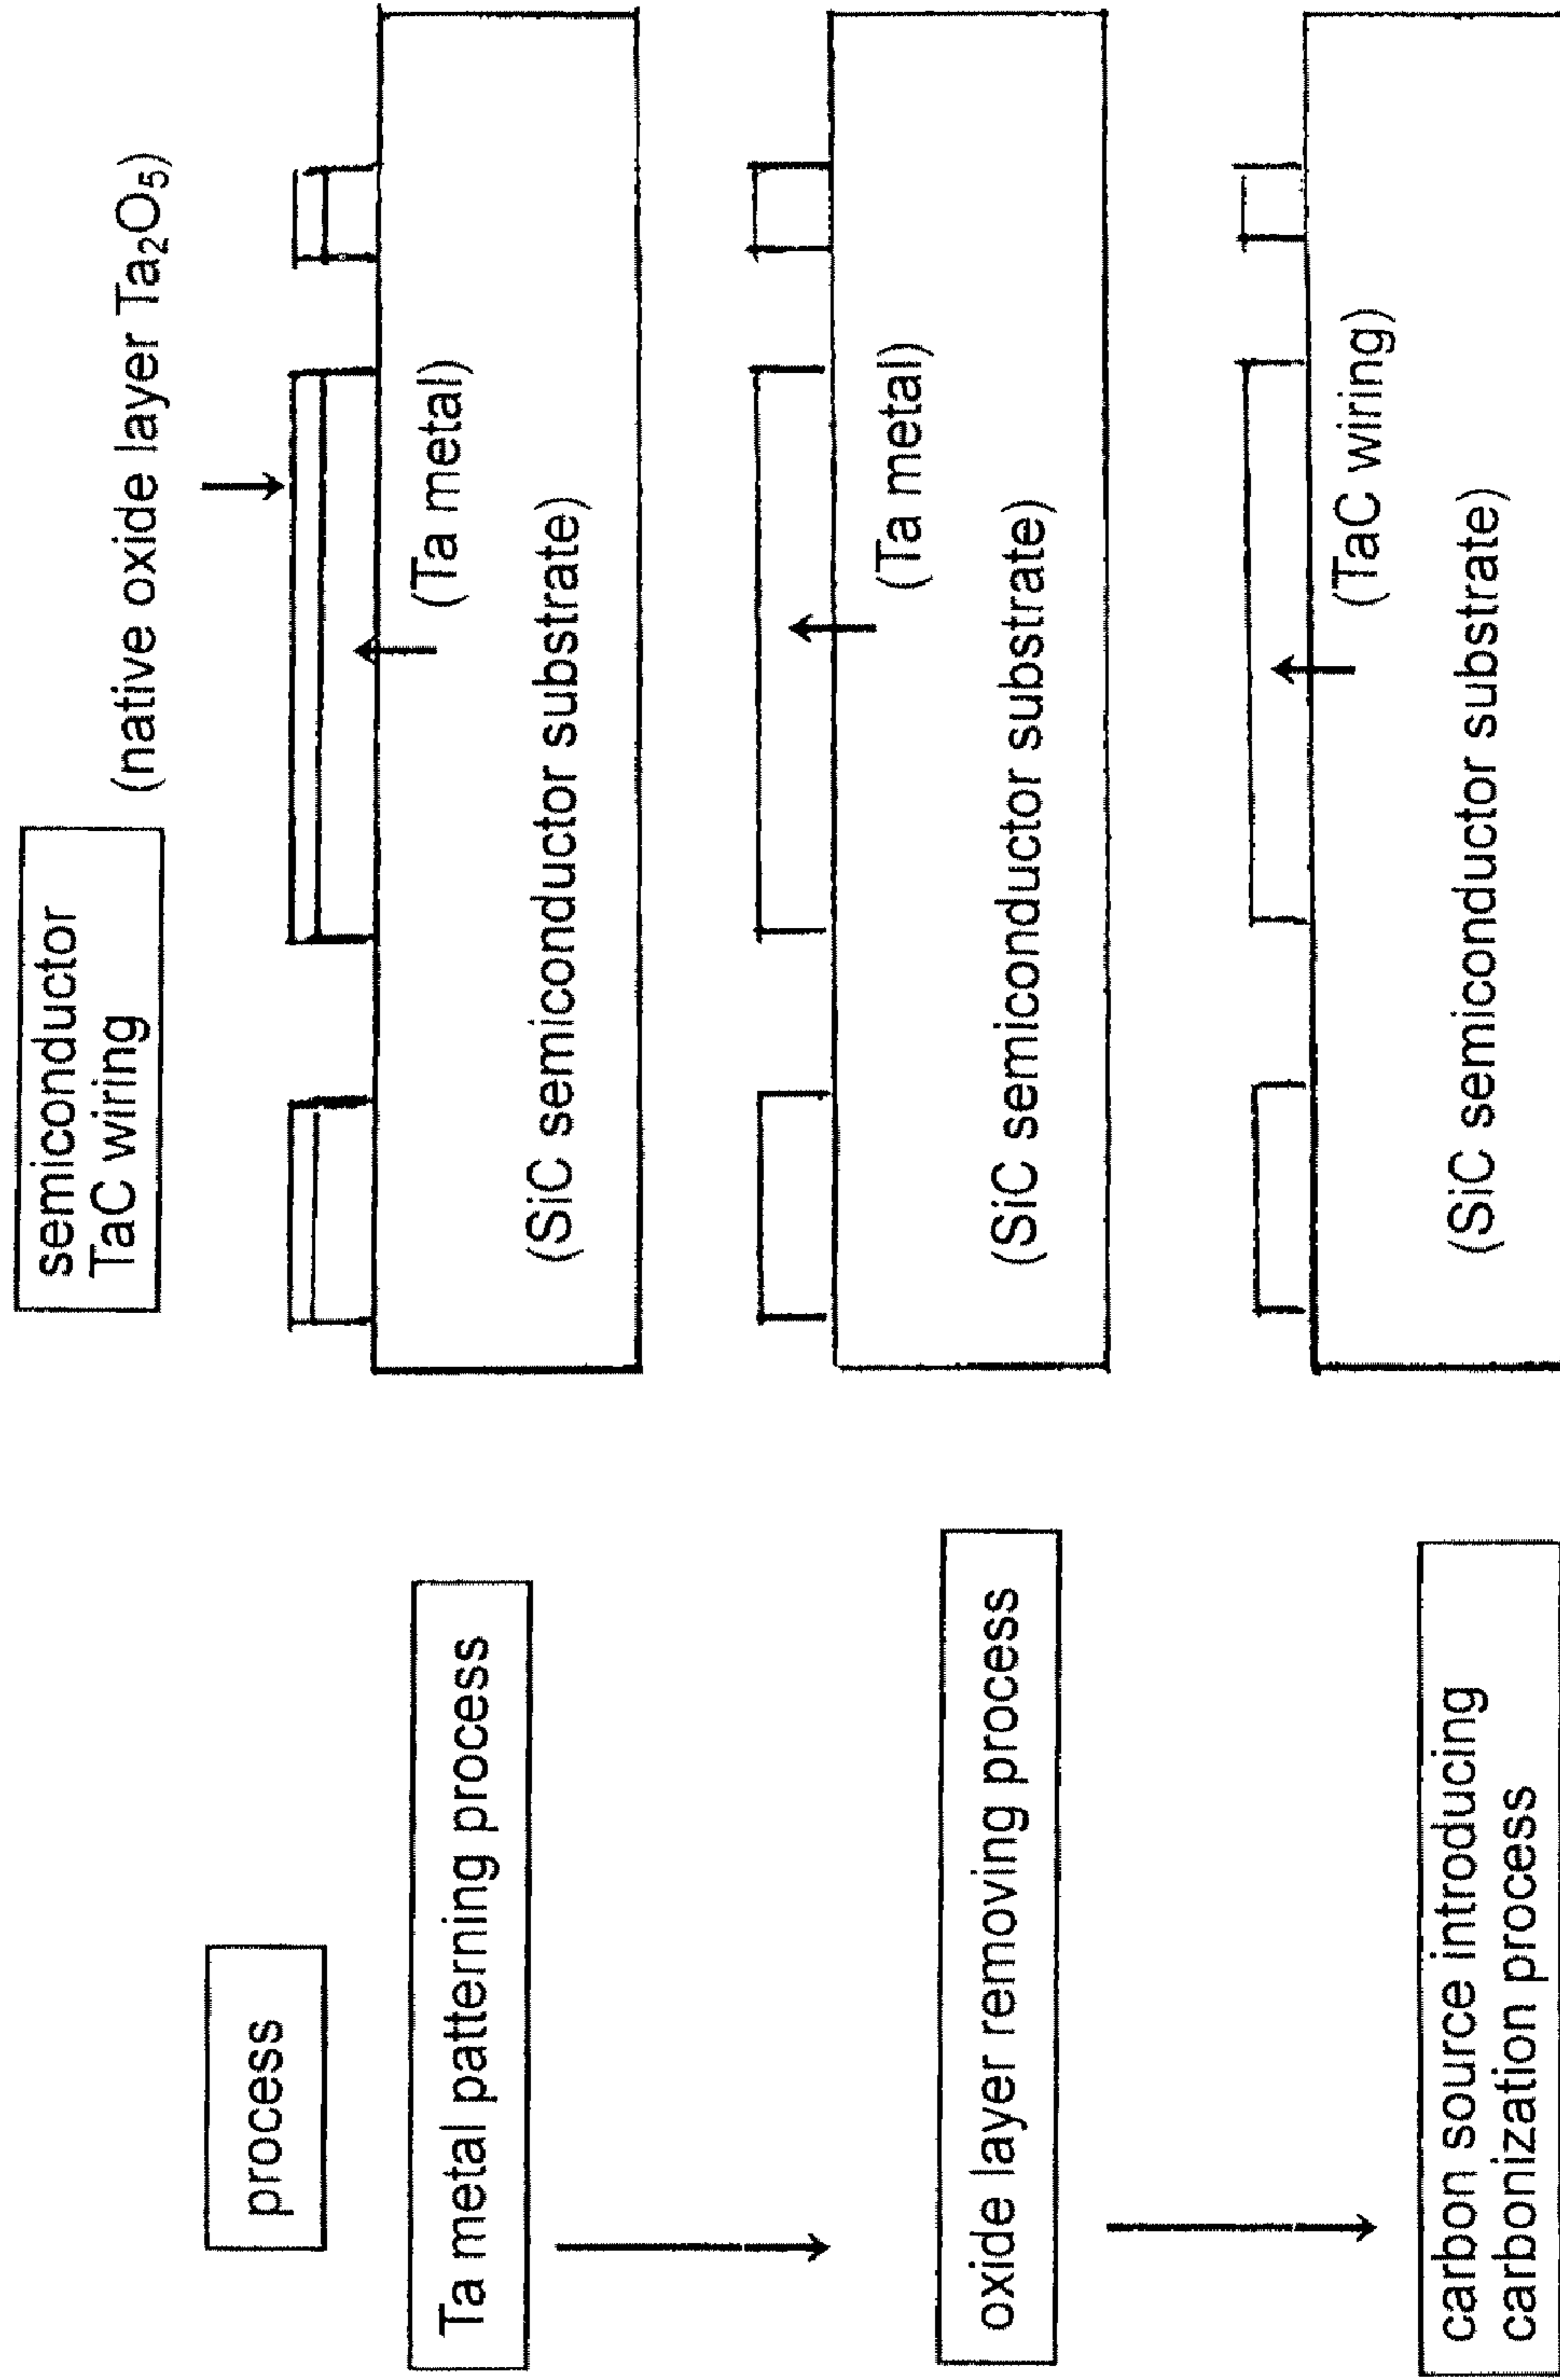 process
semiconductor
TaC wiring
(native oxide layer Ta₂O₅)
Ta metal patterning process
(Ta metal)
(SiC semiconductor substrate)
oxide layer removing process
(Ta metal)
(SiC semiconductor substrate)
carbon source introducing
carbonization process
(TaC wiring)
(SiC semiconductor substrate)